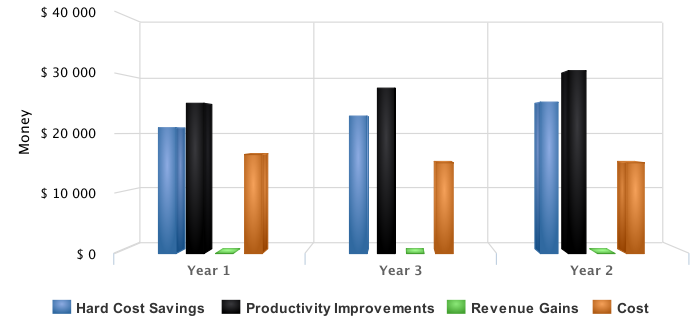 $ 40 000
$ 30 000
$ 20 000
$ 10 000
$ 0
Money
Year 1
Year 3
Year 2
Hard Cost Savings
Productivity Improvements
Revenue Gains
Cost